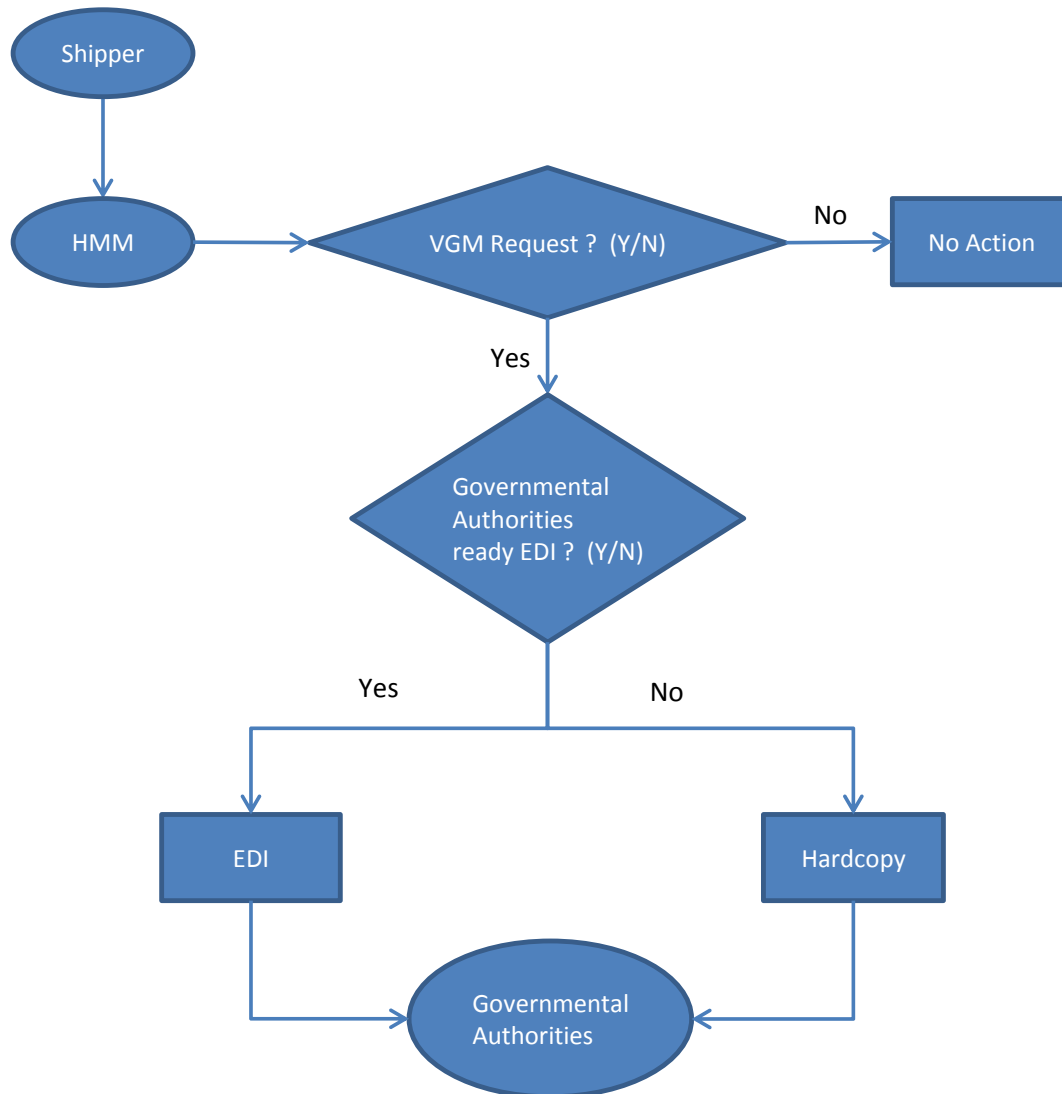 Shipper
HMM
VGM Request ?  (Y/N)
No
No Action
Yes
Governmental
Authorities
ready EDI ?  (Y/N)
Yes
No
EDI
Hardcopy
Governmental
Authorities